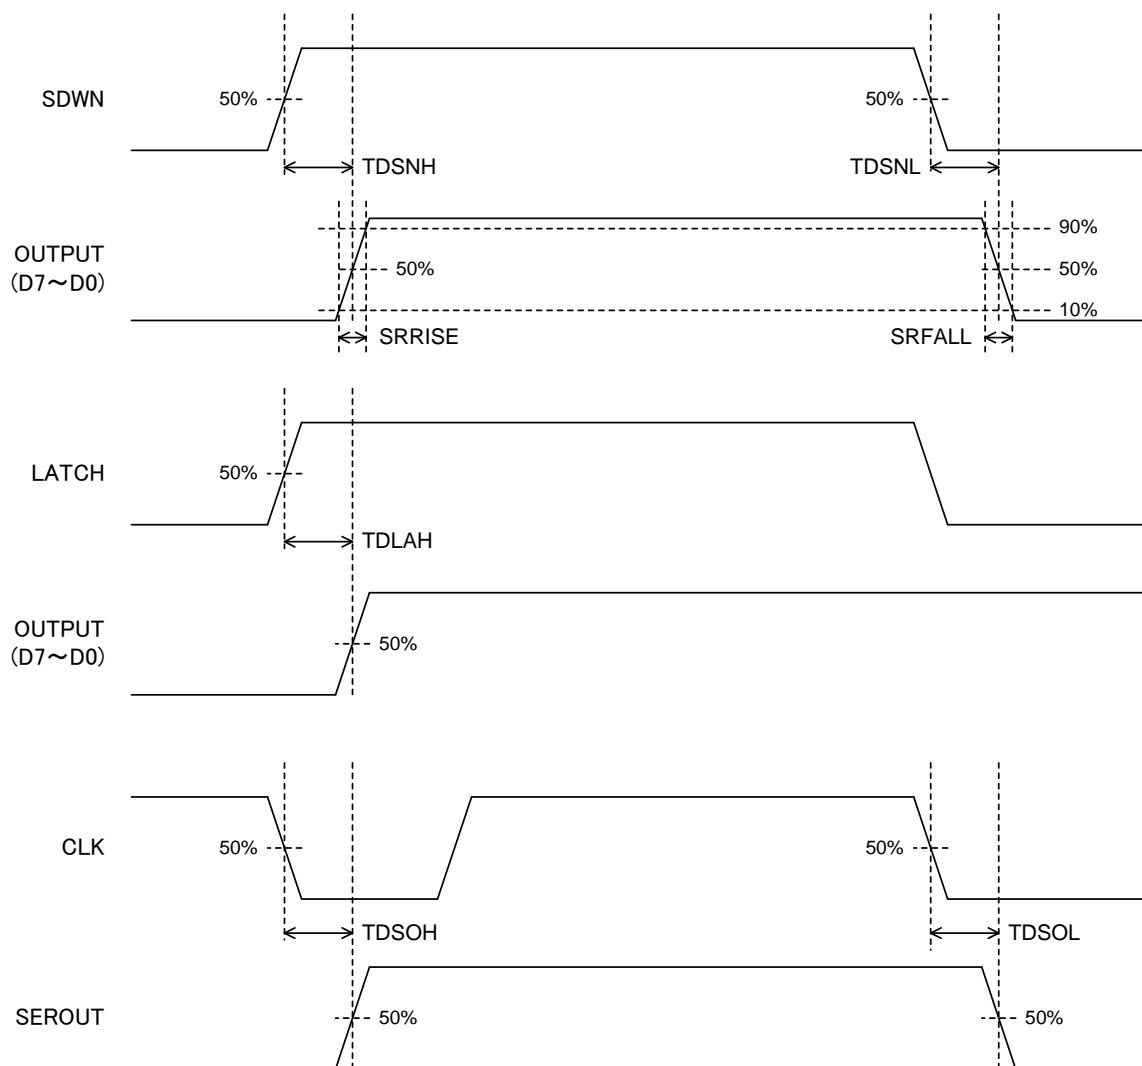 SDWN
50%
50%
TDSNH
TDSNL
OUTPUT
(D7～D0)
90%
50%
50%
10%
SRRISE
SRFALL
LATCH
50%
TDLAH
OUTPUT
(D7～D0)
50%
CLK
50%
50%
TDSOH
TDSOL
SEROUT
50%
50%